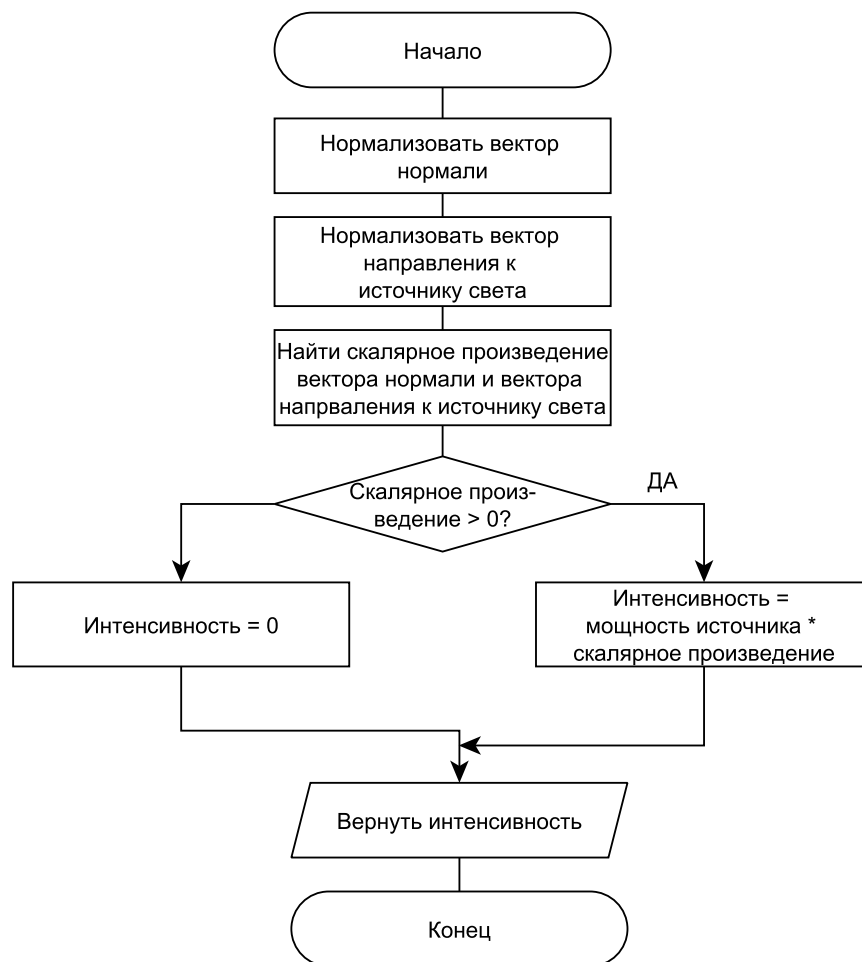 Начало
Нормализовать вектор
нормали
Нормализовать вектор
направления к
источнику света
Найти скалярное произведение
вектора нормали и вектора
напрваления к источнику света
Скалярное произ-
ведение > 0?
ДА
Интенсивность = 0
Интенсивность =
мощность источника *
скалярное произведение
Вернуть интенсивность
Конец